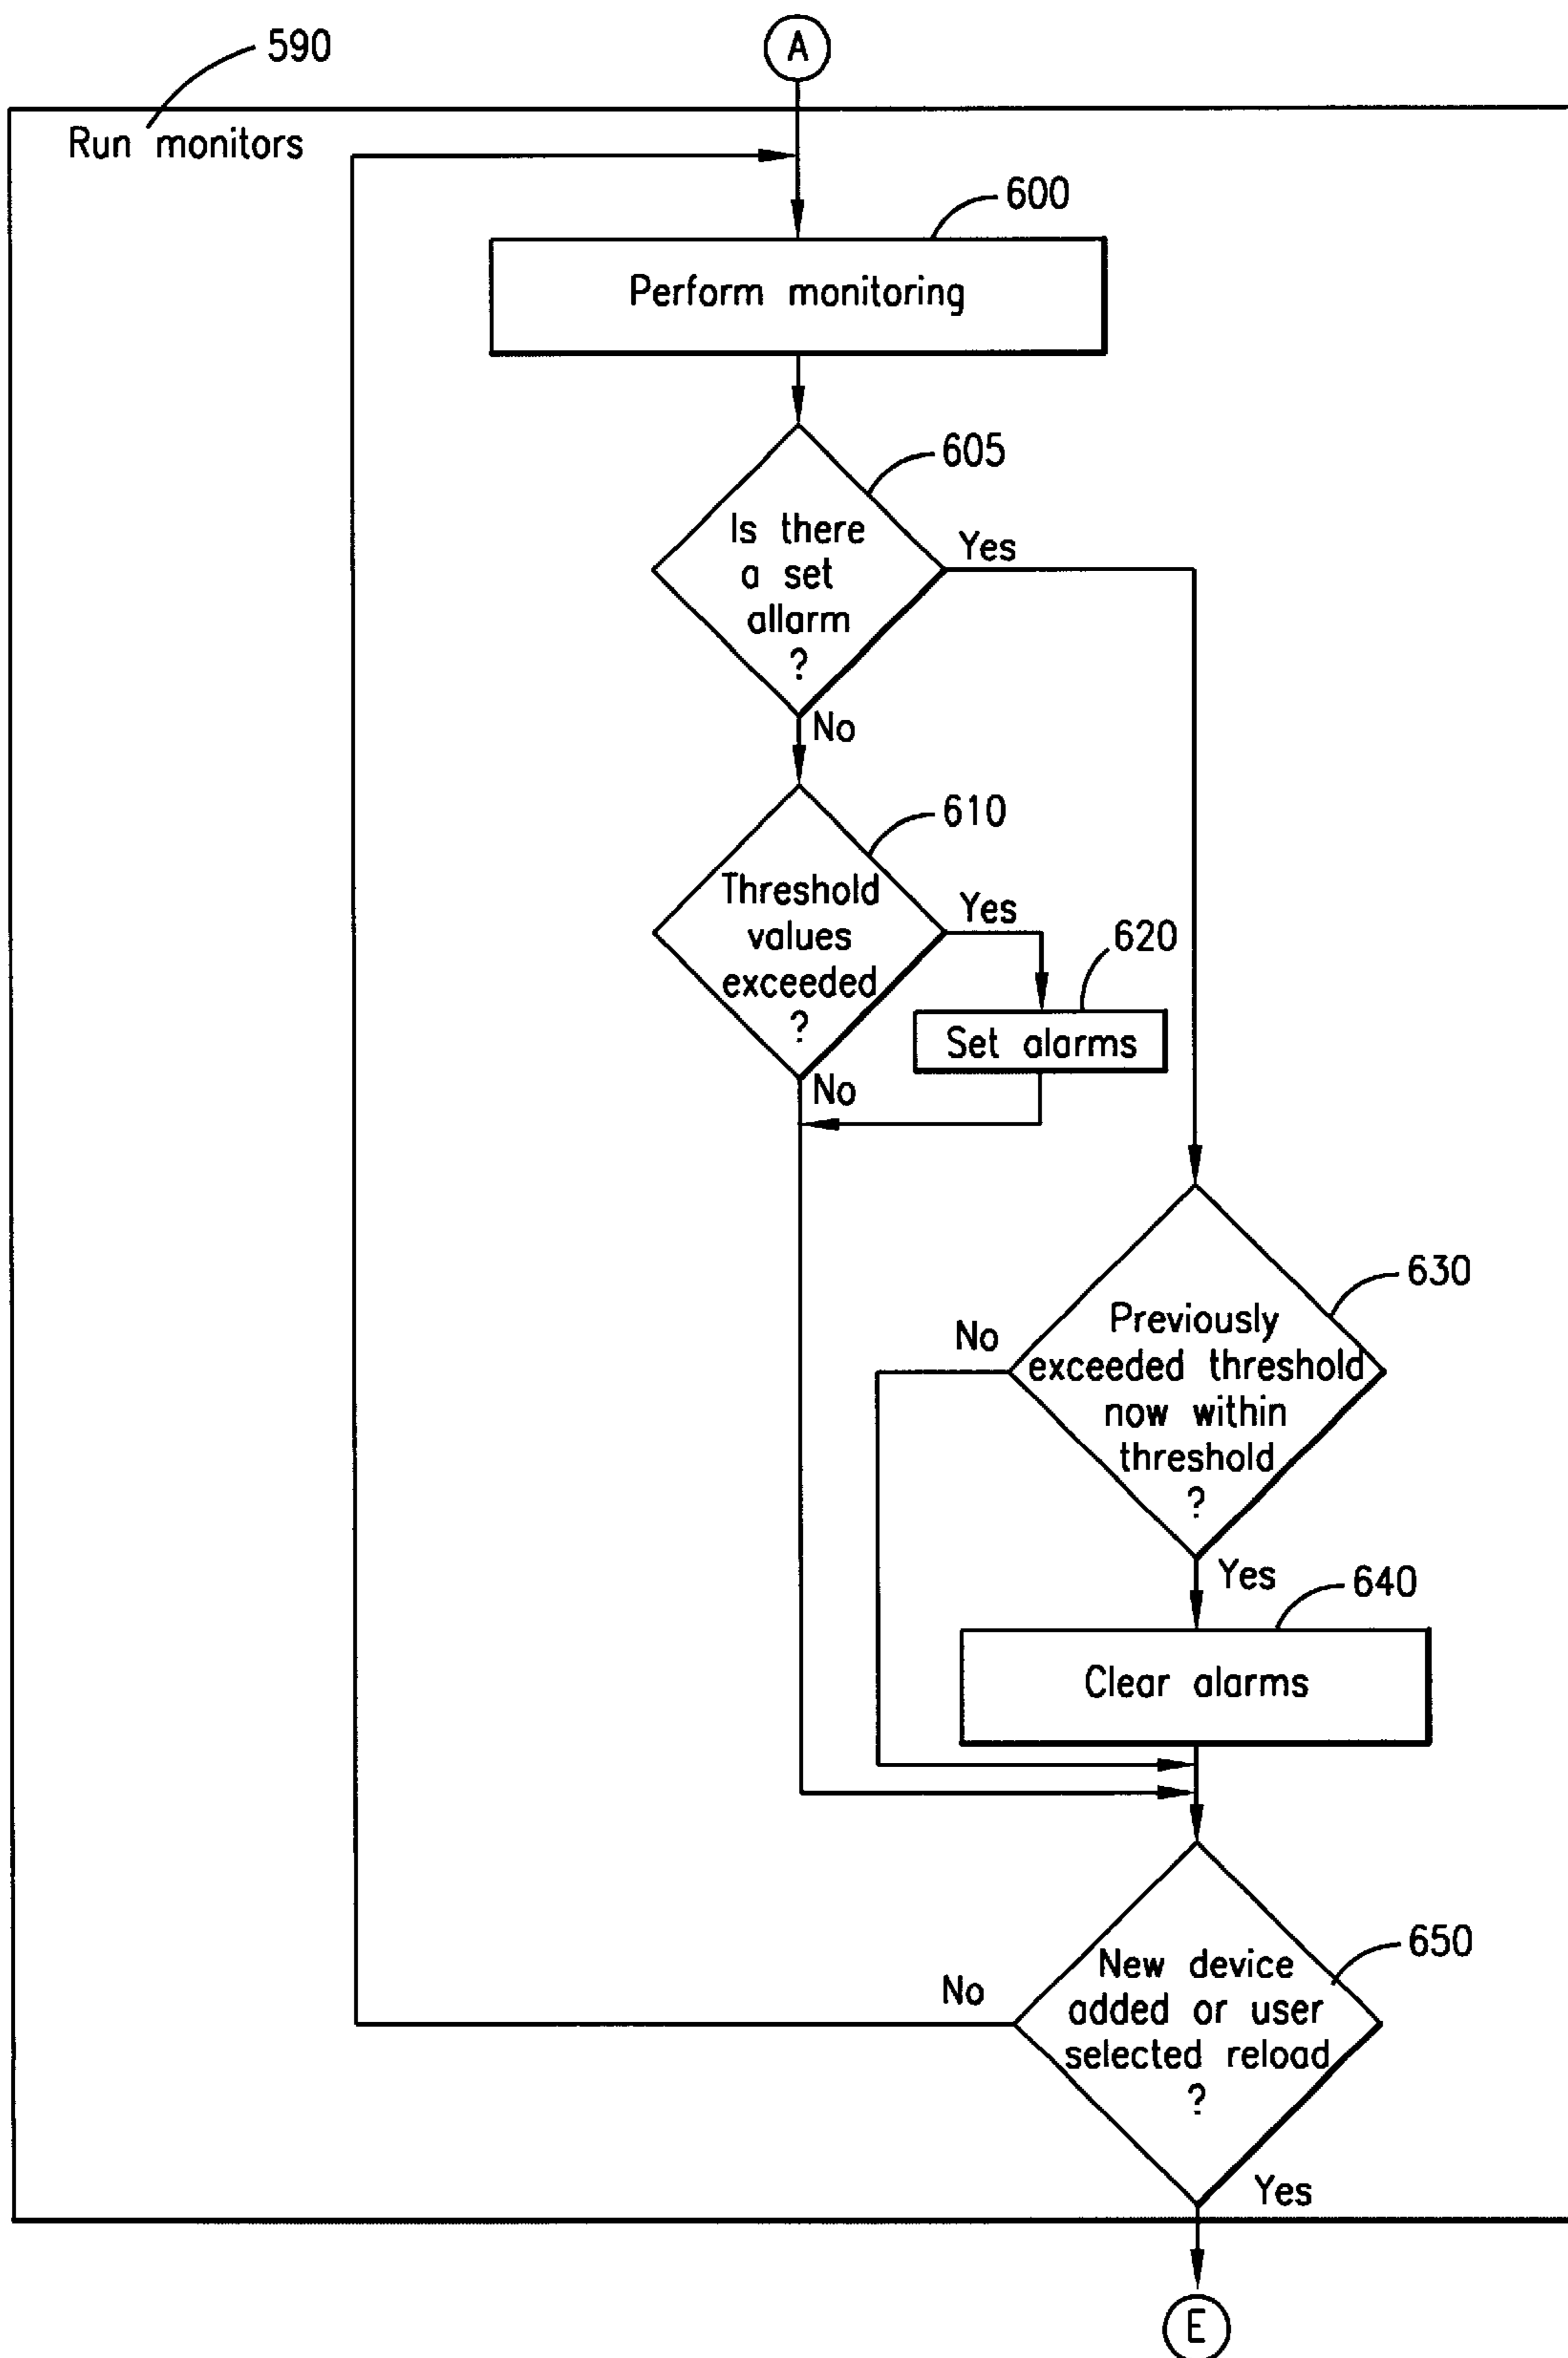 A
590
Run monitors
600
Perform monitoring
605
Is there
a set
allarm
?
Yes
No
610
Threshold
values
exceeded
?
Yes
620
Set alarms
No
630
Previously
exceeded threshold
now within
threshold
?
No
Yes
640
Clear alarms
650
New device
added or user
selected reload
?
No
Yes
E